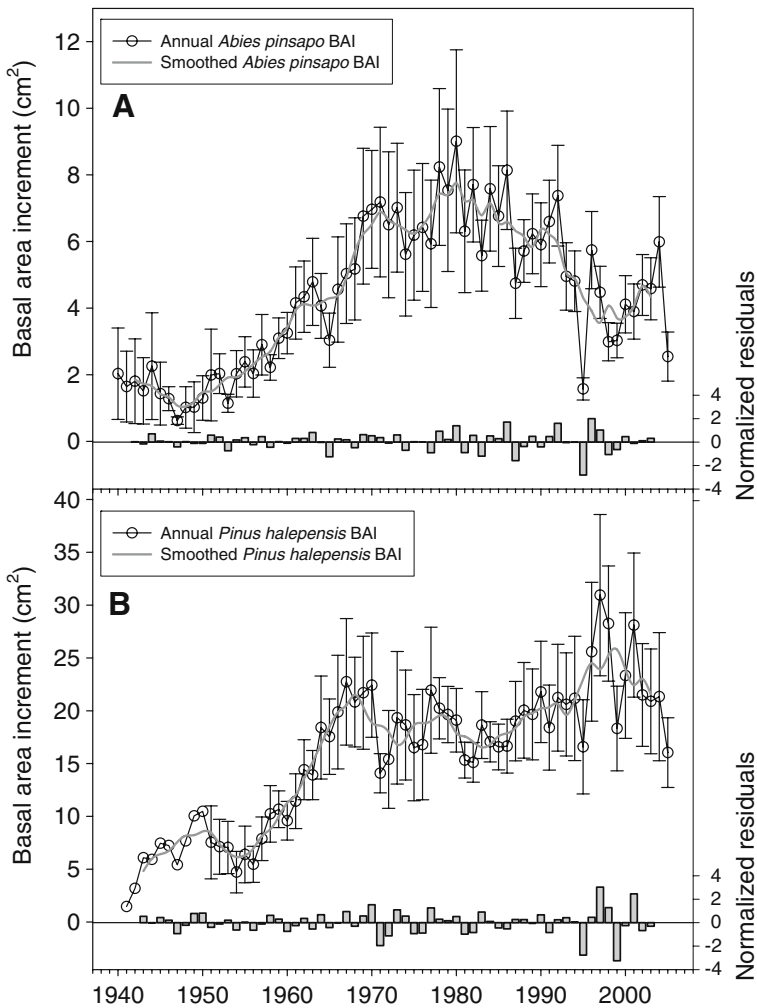 Annual Abies pinsapo BAI
Smoothed Abies pinsapo BAI
A
Basal area increment (cm²)
12
10
8
6
4
2
0
4
2
0
-2
-4
Normalized residuals
Annual Pinus halepensis BAI
Smoothed Pinus halepensis BAI
B
Basal area increment (cm²)
40
35
30
25
20
15
10
5
0
4
2
0
-2
-4
Normalized residuals
1940 1950 1960 1970 1980 1990 2000